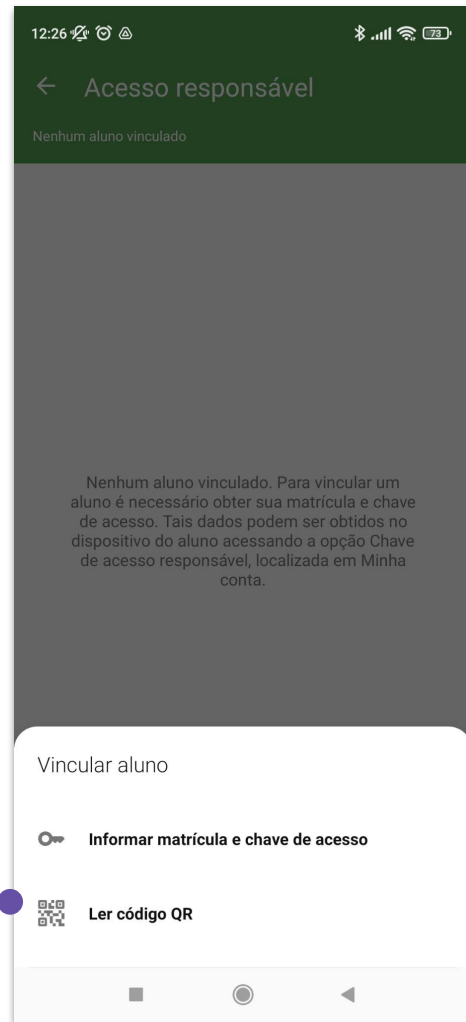 12:26
73
Acesso responsável
Nenhum aluno vinculado
Nenhum aluno vinculado. Para vincular um
aluno é necessário obter sua matrícula e chave
de acesso. Tais dados podem ser obtidos no
dispositivo do aluno acessando a opção Chave
de acesso responsável, localizada em Minha
conta.
Vincular aluno
Informar matrícula e chave de acesso
Ler código QR